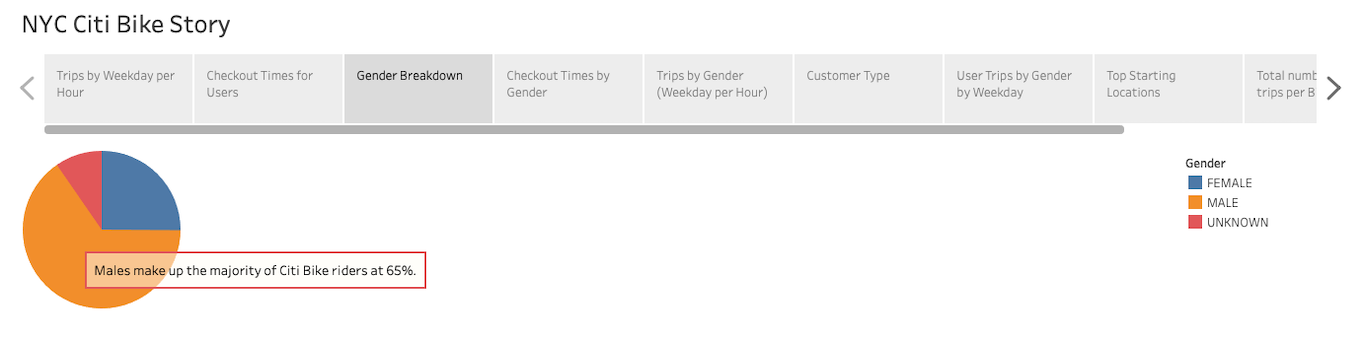 NYC Citi Bike Story
Trips by Weekday per
Hour
Checkout Times for
Users
Gender Breakdown
Checkout Times by
Gender
Trips by Gender
(Weekday per Hour)
Customer Type
User Trips by Gender
by Weekday
Top Starting
Locations
Total numb
trips per B
Gender
FEMALE
MALE
UNKNOWN
Males make up the majority of Citi Bike riders at 65%.